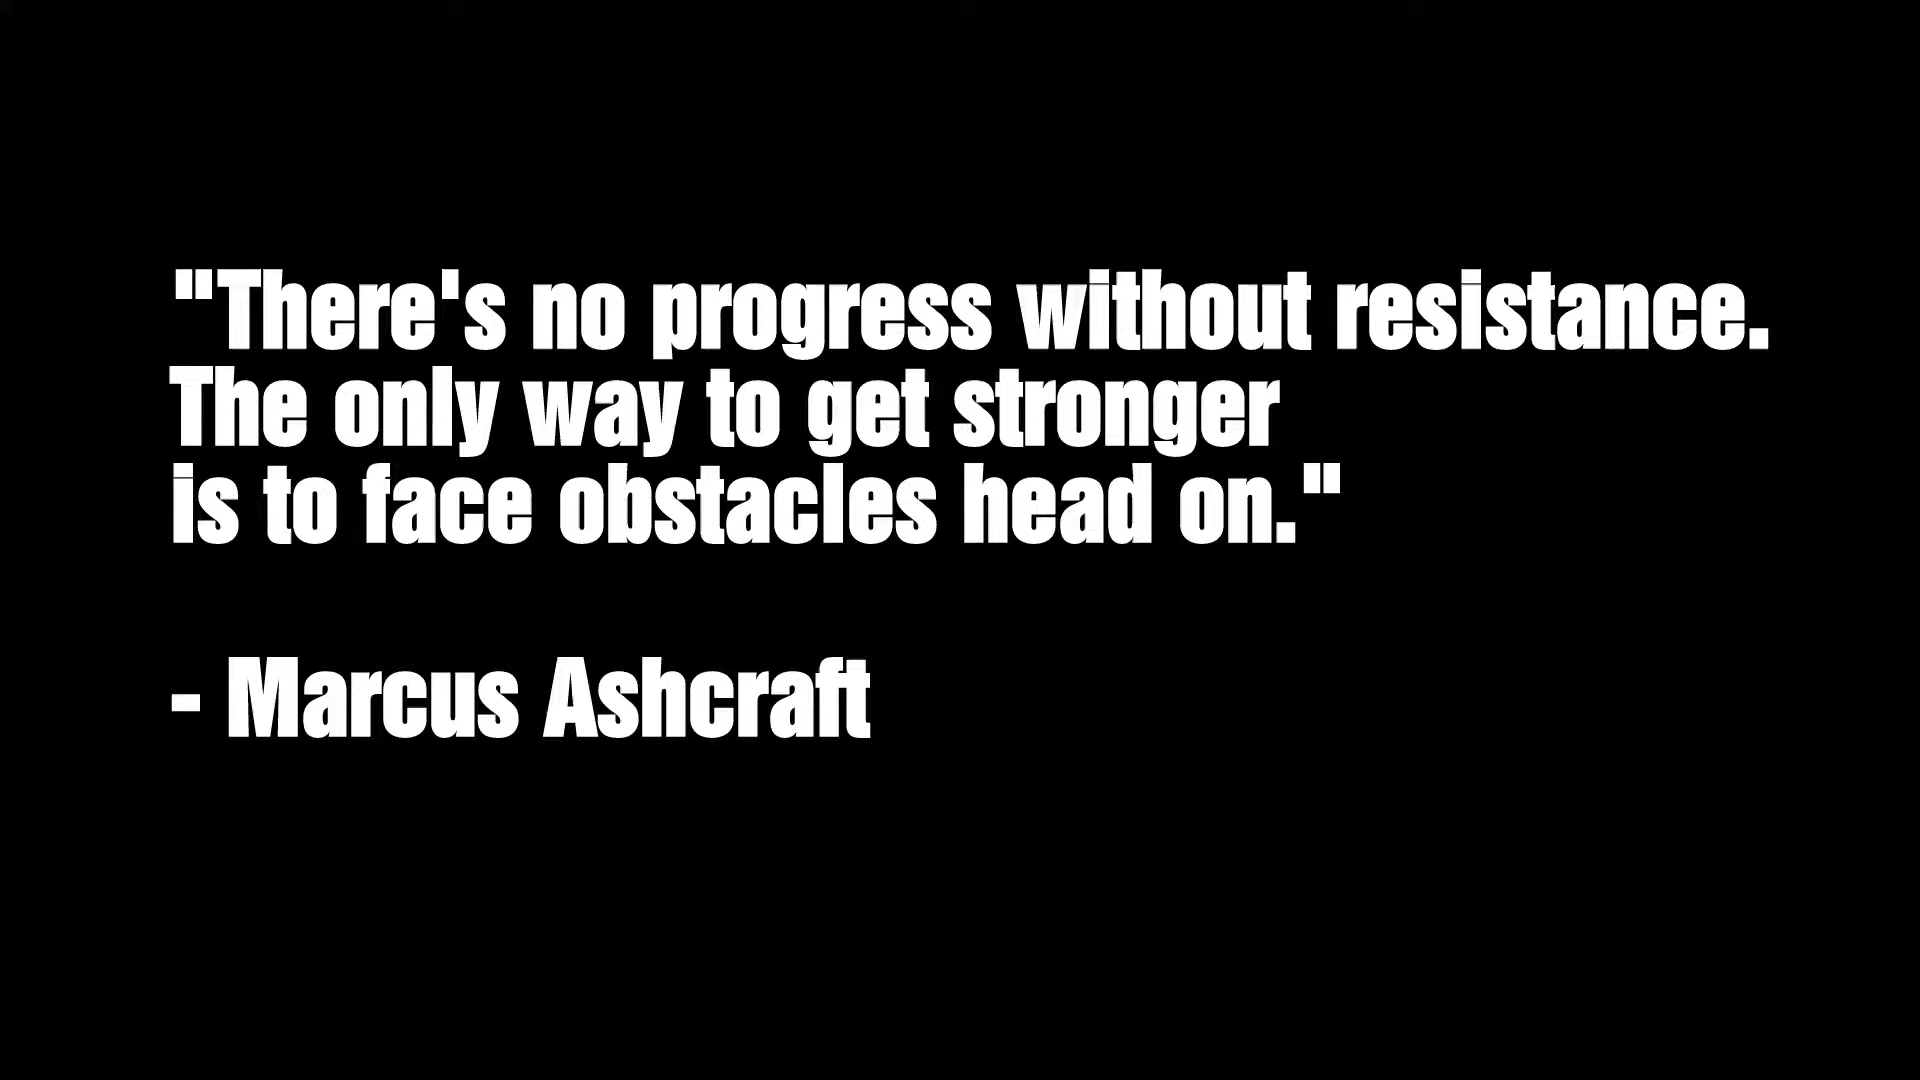 "There's no progress without resistance.
The only way to get stronger
is to face obstacles head on."
- Marcus Ashcraft